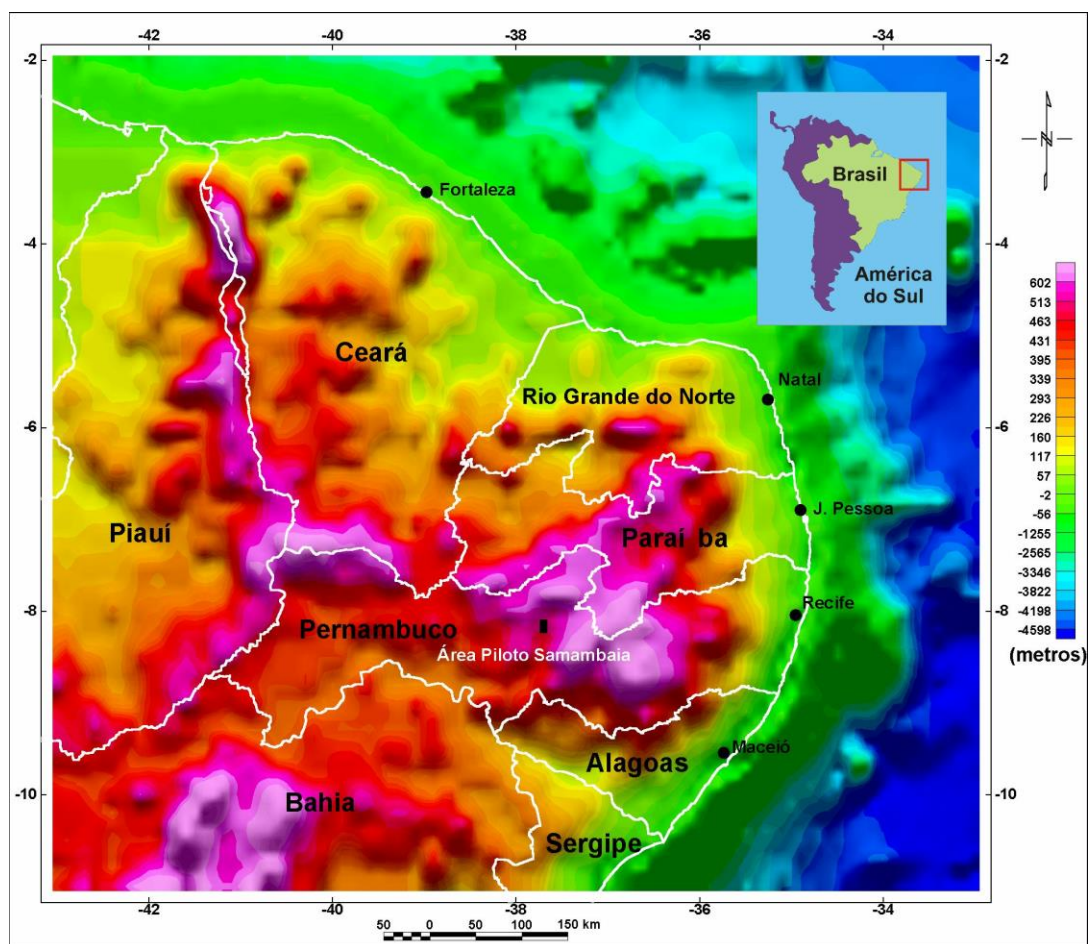 -42
-40
-38
-36
-34
-2
-2
N
Brasil
América
do Sul
Fortaleza
-4
-4
Ceará
Rio Grande do Norte
Natal
-6
-6
Piauí
Paraí ba
J. Pessoa
602
513
463
431
395
339
293
226
160
117
57
-2
-56
-1255
-2565
-3346
-3922
-4198
-4598
(metros)
Recife
-8
-8
Pernambuco
Área Piloto Samambaia
Alagoas
Maceió
-10
-10
Bahia
Sergipe
-42
-40
-38
-36
-34
50 0 50 100 150 km